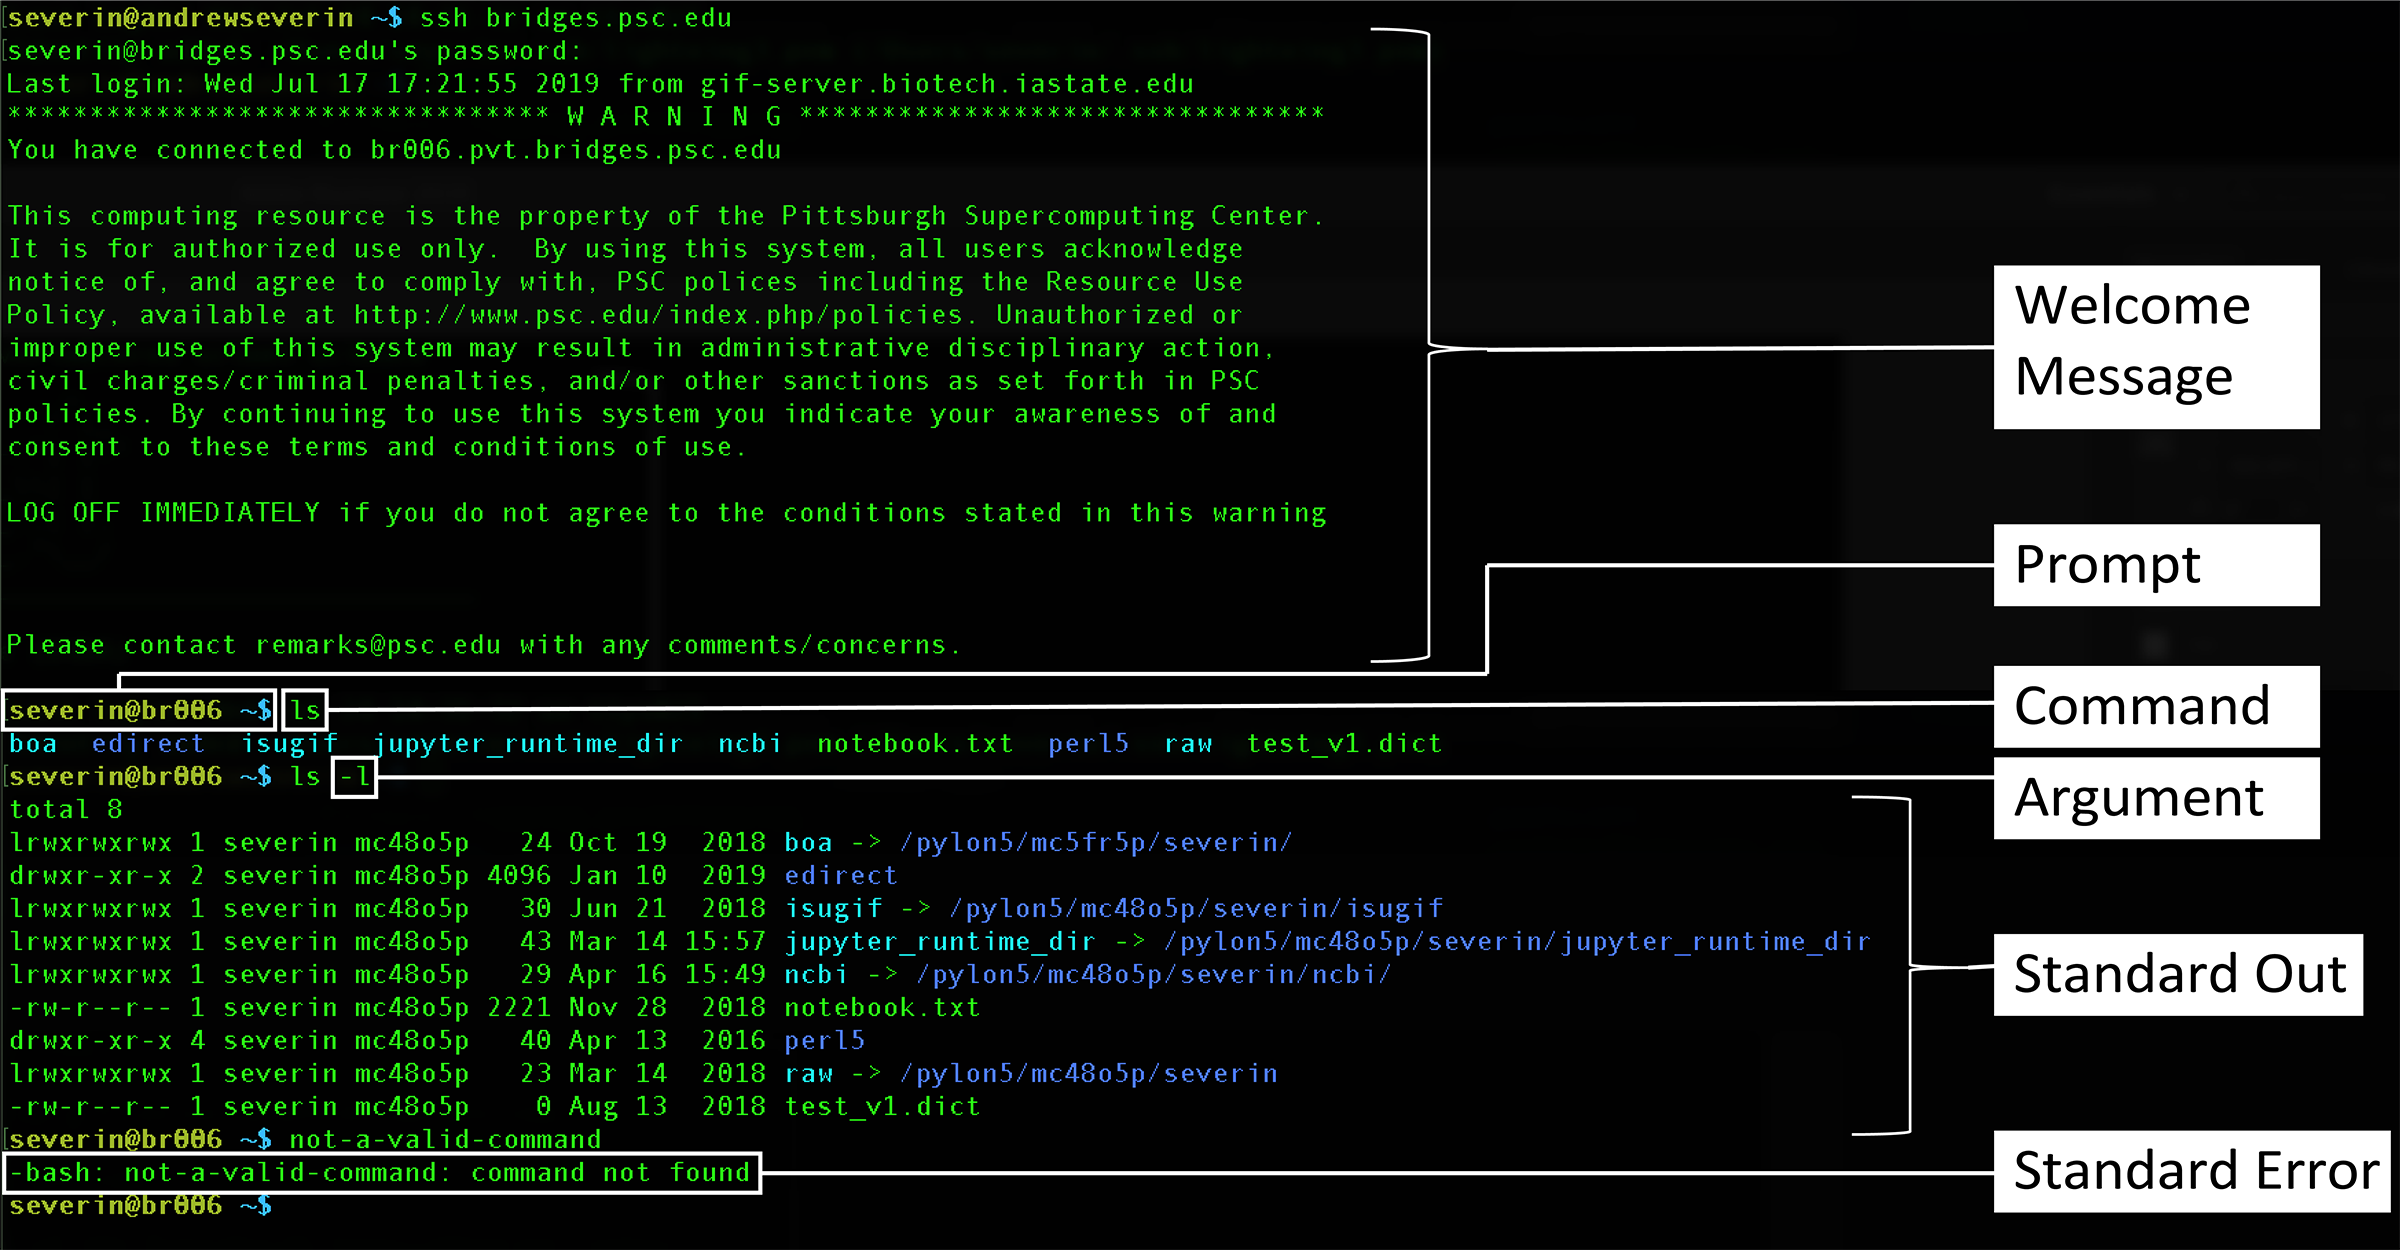 severin@andrewseverin ~$ ssh bridges.psc.edu
severin@bridges.psc.edu's password:
Last login: Wed Jul 17 17:21:55 2019 from gif-server.biotech.iastate.edu
********************************* W A R N I N G ********************************
You have connected to br006.pvt.bridges.psc.edu
This computing resource is the property of the Pittsburgh Supercomputing Center.
It is for authorized use only.  By using this system, all users acknowledge
notice of, and agree to comply with, PSC polices including the Resource Use
Policy, available at http://www.psc.edu/index.php/policies. Unauthorized or
improper use of this system may result in administrative disciplinary action,
civil charges/criminal penalties, and/or other sanctions as set forth in PSC
policies. By continuing to use this system you indicate your awareness of and
consent to these terms and conditions of use.
LOG OFF IMMEDIATELY if you do not agree to the conditions stated in this warning
Please contact remarks@psc.edu with any comments/concerns.
severin@br006 ~$ ls
boa  edirect  isugif  jupyter_runtime_dir  ncbi  notebook.txt  perl5  raw  test_v1.dict
severin@br006 ~$ ls -l
total 8
lrwxrwxrwx 1 severin mc48o5p   24 Oct 19  2018 boa -> /pylon5/mc5fr5p/severin/
drwxr-xr-x 2 severin mc48o5p 4096 Jan 10  2019 edirect
lrwxrwxrwx 1 severin mc48o5p   30 Jun 21  2018 isugif -> /pylon5/mc48o5p/severin/isugif
lrwxrwxrwx 1 severin mc48o5p   43 Mar 14 15:57 jupyter_runtime_dir -> /pylon5/mc48o5p/severin/jupyter_runtime_dir
lrwxrwxrwx 1 severin mc48o5p   29 Apr 16 15:49 ncbi -> /pylon5/mc48o5p/severin/ncbi/
-rw-r--r-- 1 severin mc48o5p 2221 Nov 28  2018 notebook.txt
drwxr-xr-x 4 severin mc48o5p   40 Apr 13  2016 perl5
lrwxrwxrwx 1 severin mc48o5p   23 Mar 14  2018 raw -> /pylon5/mc48o5p/severin
-rw-r--r-- 1 severin mc48o5p    0 Aug 13  2018 test_v1.dict
severin@br006 ~$ not-a-valid-command
-bash: not-a-valid-command: command not found
severin@br006 ~$
Welcome
Message
Prompt
Command
Argument
Standard Out
Standard Error